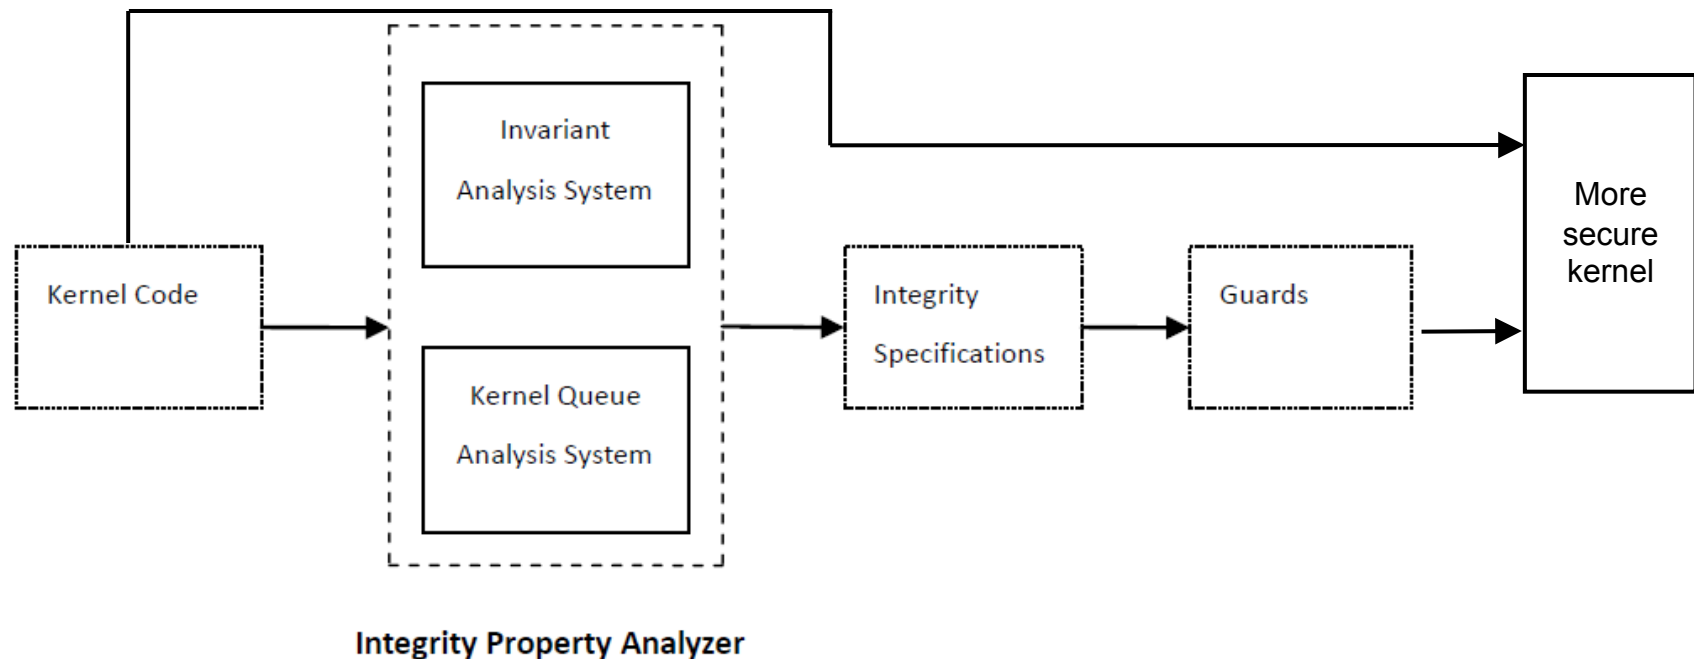 Invariant
Analysis System
Kernel Code
Kernel Queue
Analysis System
Integrity
Specifications
Guards
More
secure
kernel
Integrity Property Analyzer